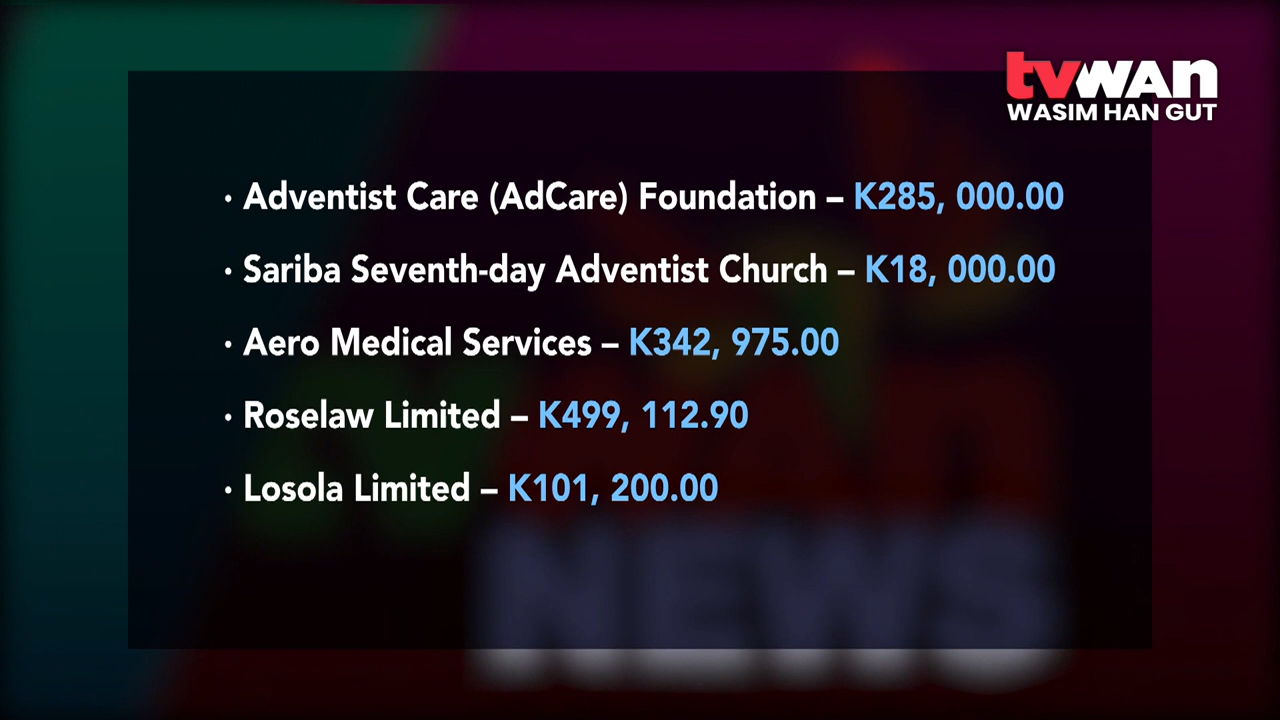 tvwan
WASIM HAN GUT
· Adventist Care (AdCare) Foundation – K285, 000.00
· Sariba Seventh-day Adventist Church – K18, 000.00
· Aero Medical Services – K342, 975.00
· Roselaw Limited – K499, 112.90
· Losola Limited – K101, 200.00
NEWS